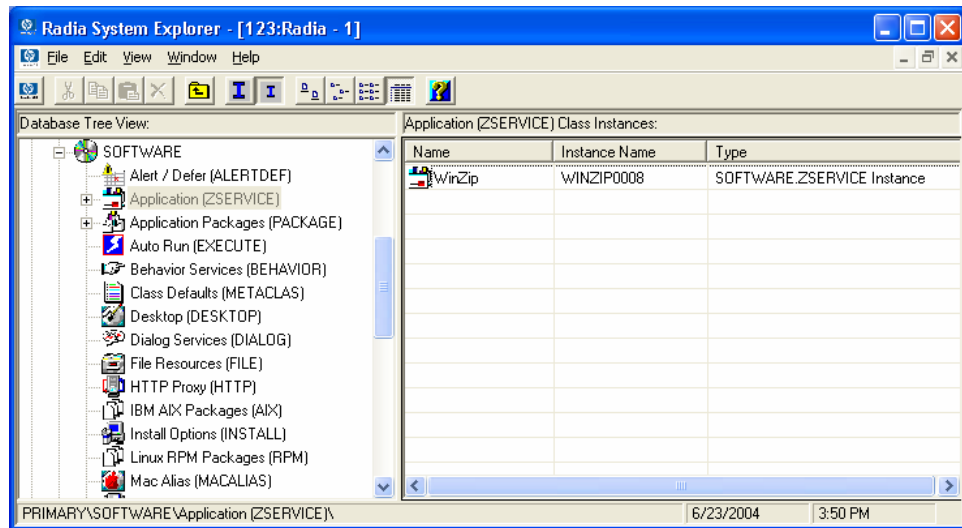 Radia System Explorer - [123:Radia - 1]
File Edit View Window Help
Database Tree View:
Application (ZSERVICE) Class Instances:
SOFTWARE
Alert / Defer (ALERTDEF)
Application (ZSERVICE)
Application Packages (PACKAGE)
Auto Run (EXECUTE)
Behavior Services (BEHAVIOR)
Class Defaults (METACLAS)
Desktop (DESKTOP)
Dialog Services (DIALOG)
File Resources (FILE)
HTTP Proxy (HTTP)
IBM AIX Packages (AIX)
Install Options (INSTALL)
Linux RPM Packages (RPM)
Mac Alias (MACALIAS)
Name Instance Name Type
WinZip WINZIP0008 SOFTWARE.ZSERVICE Instance
PRIMARY\SOFTWARE\Application (ZSERVICE)\ 6/23/2004 3:50 PM